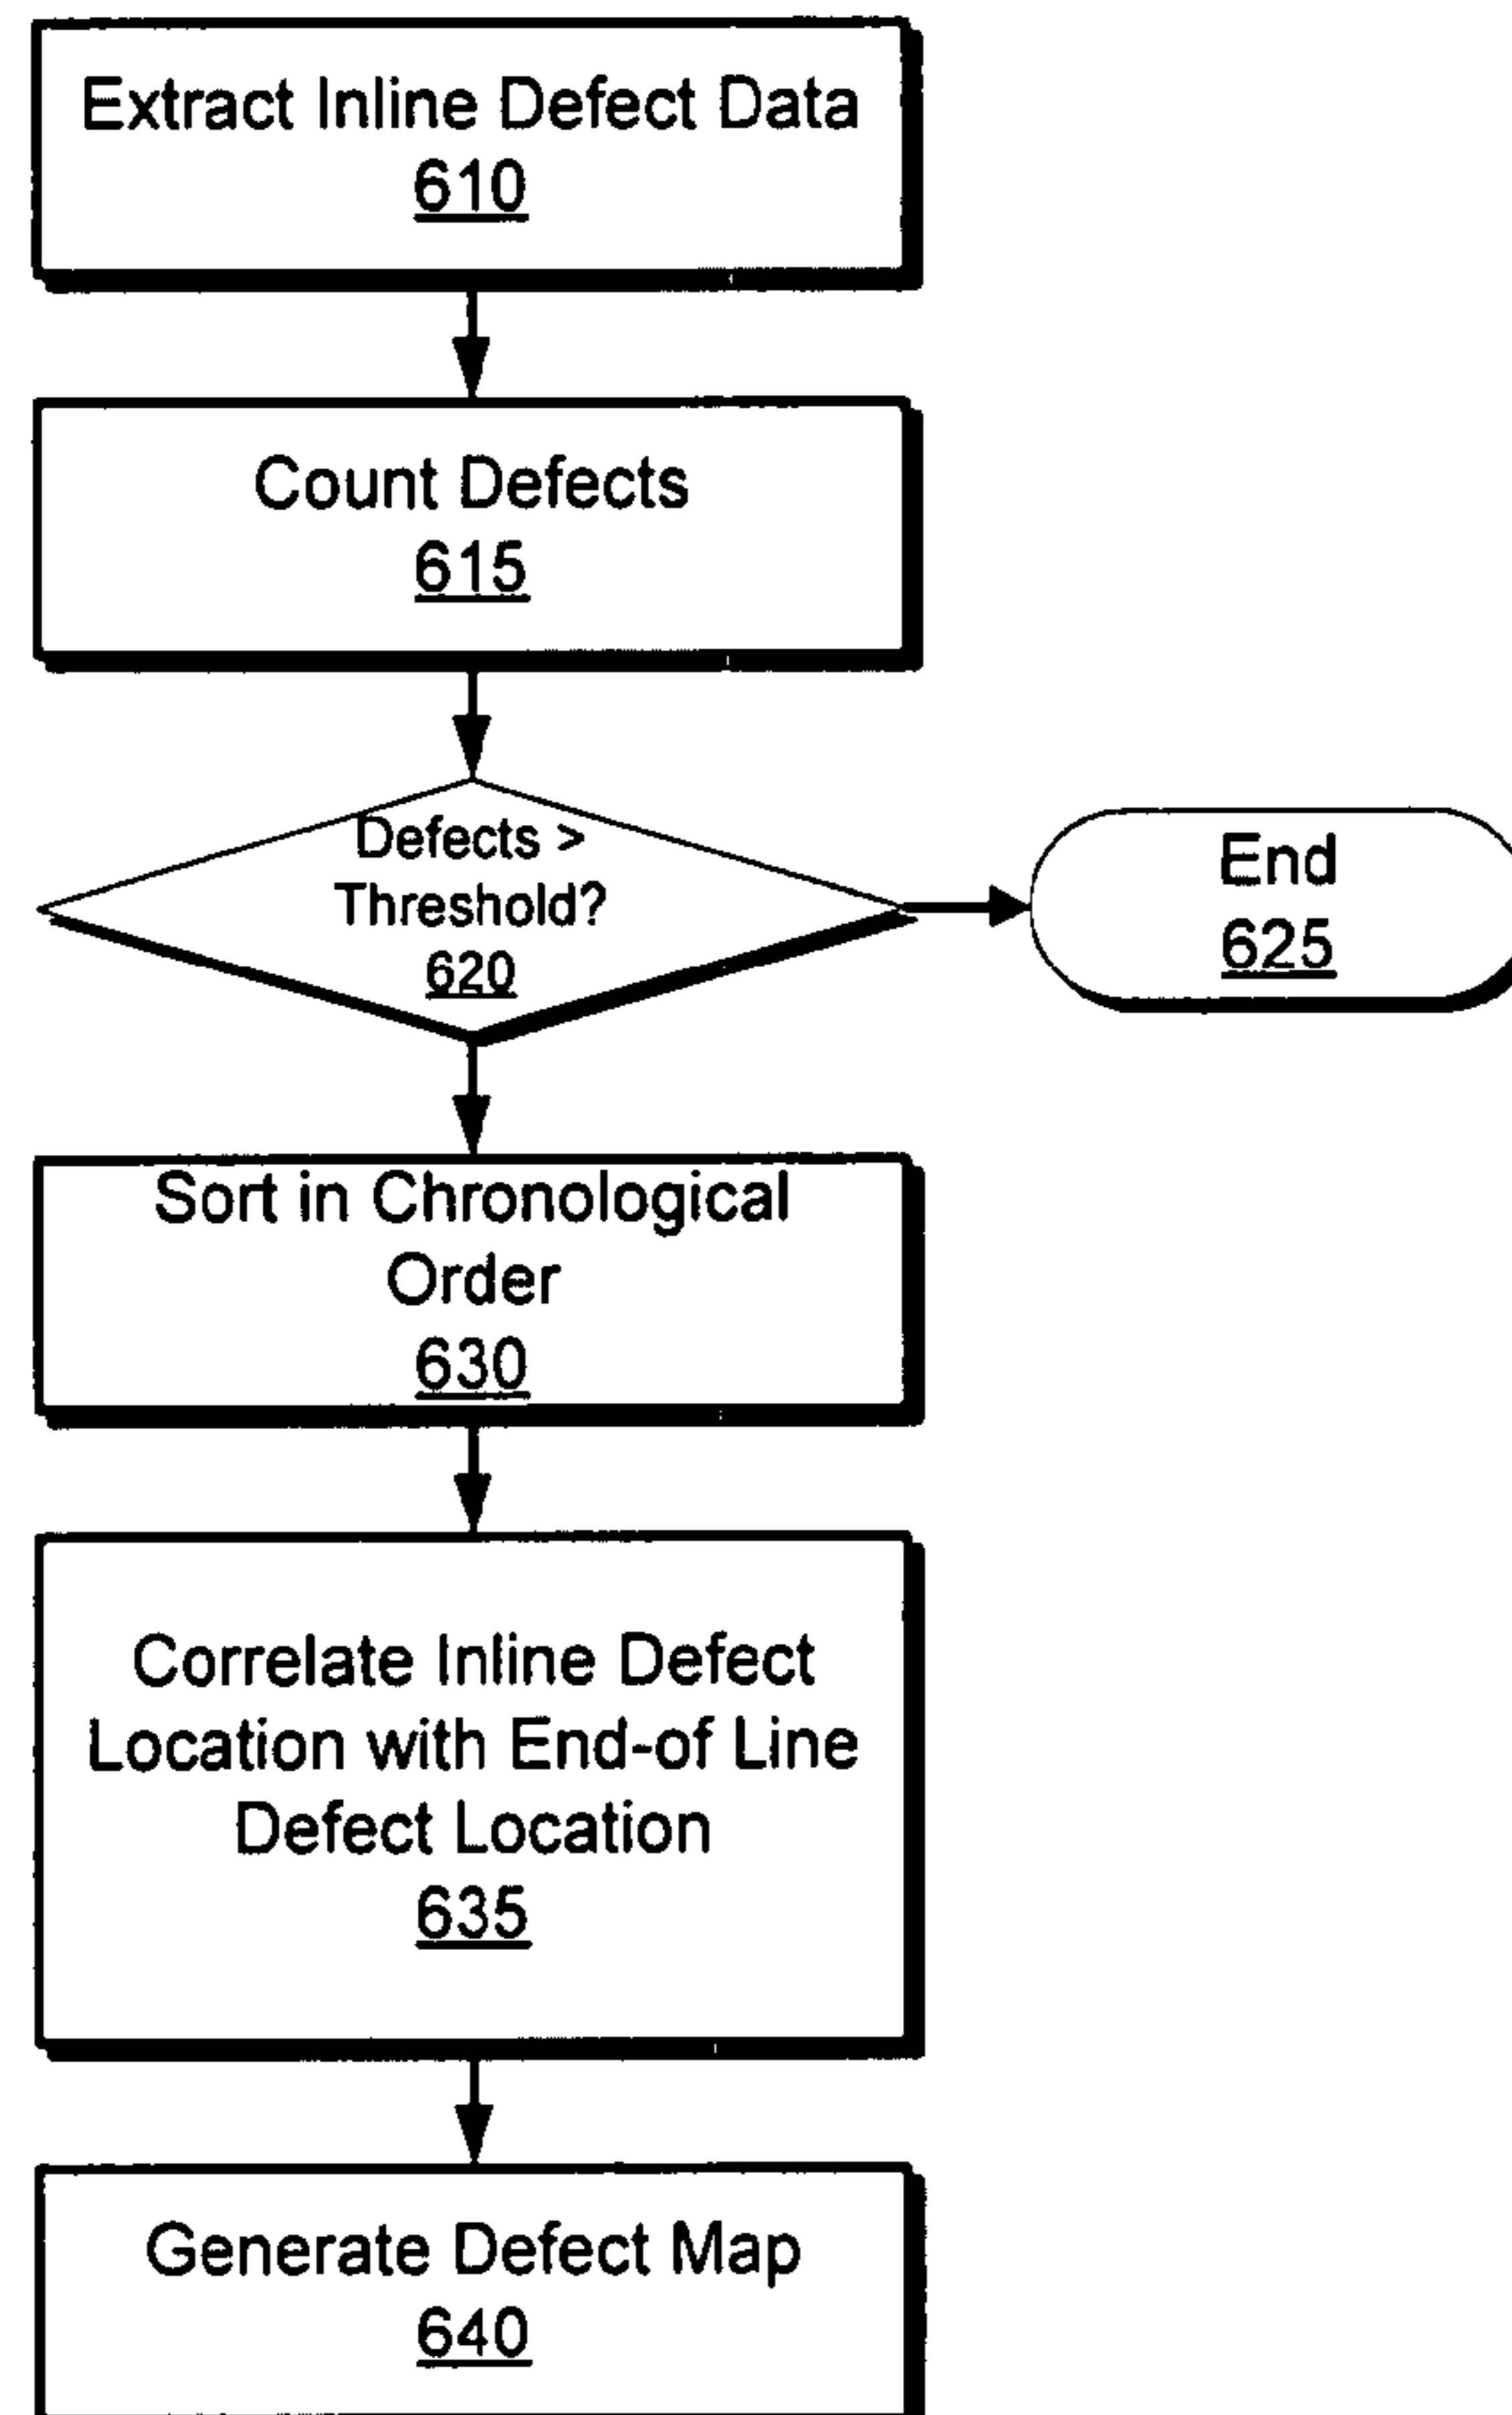 Extract Inline Defect Data
610
Count Defects
615
Defects >
Threshold?
620
End
625
Sort in Chronological
Order
630
Correlate Inline Defect
Location with End-of Line
Defect Location
635
Generate Defect Map
640